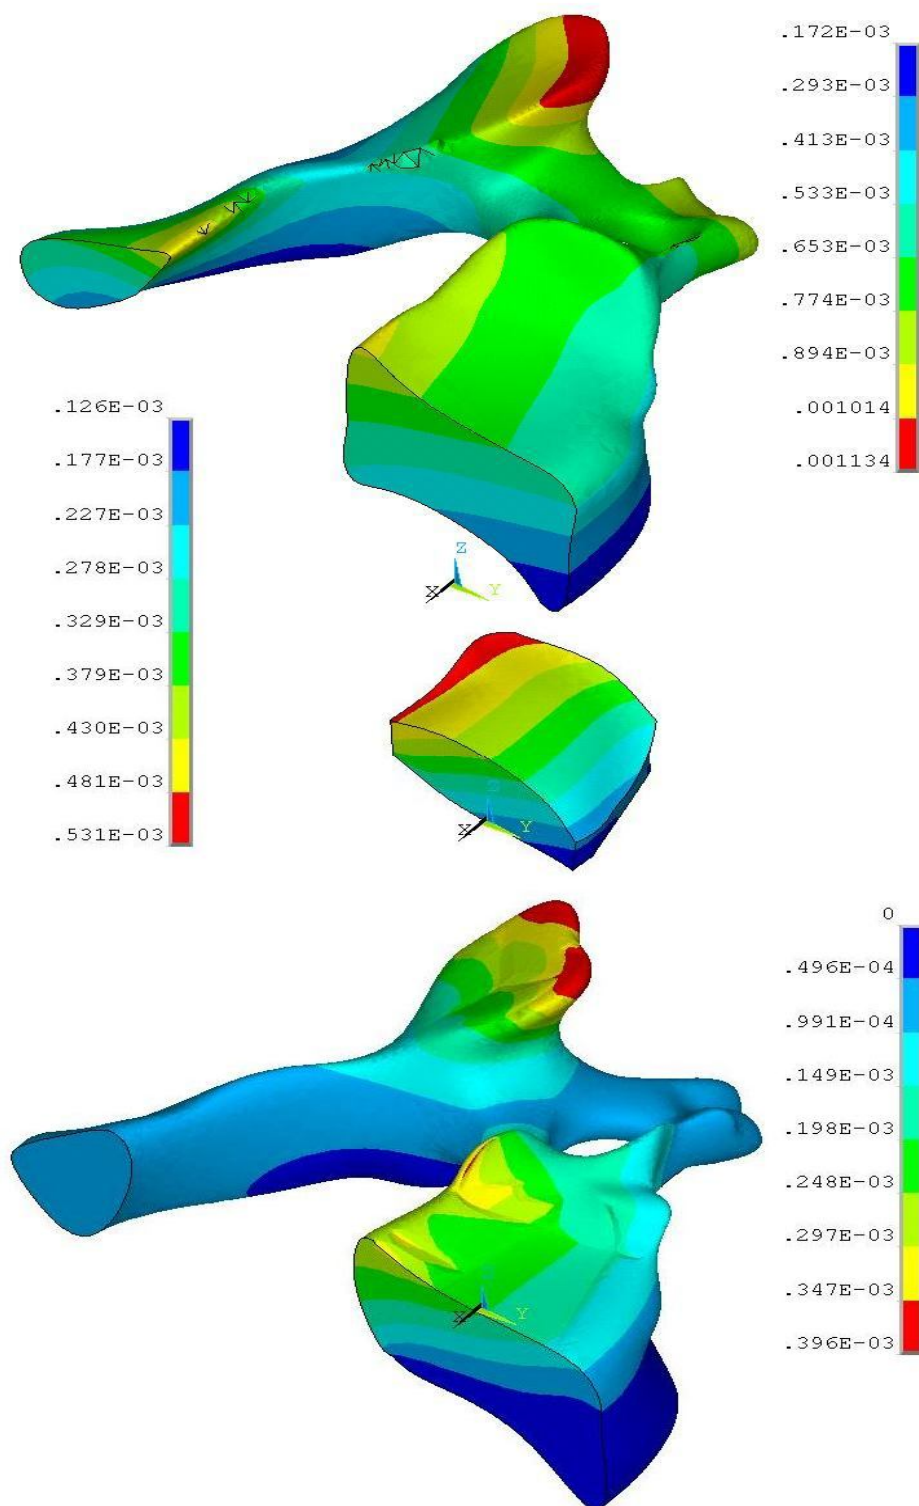 .172E-03
.293E-03
.413E-03
.533E-03
.653E-03
.774E-03
.894E-03
.001014
.001134
.126E-03
.177E-03
.227E-03
.278E-03
.329E-03
.379E-03
.430E-03
.481E-03
.531E-03
Z
X
Y
Z
X
Y
0
.496E-04
.991E-04
.149E-03
.198E-03
.248E-03
.297E-03
.347E-03
.396E-03
Z
X
Y